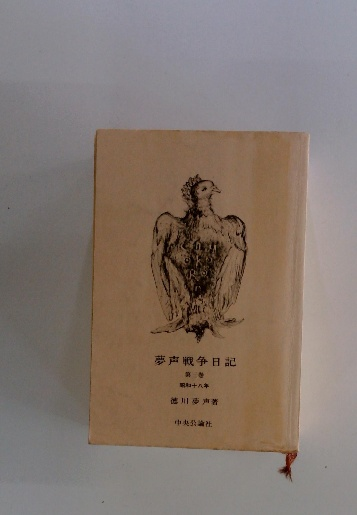 夢声戦争日記
第二巻
昭和十八年
徳川夢声著
中央公論社